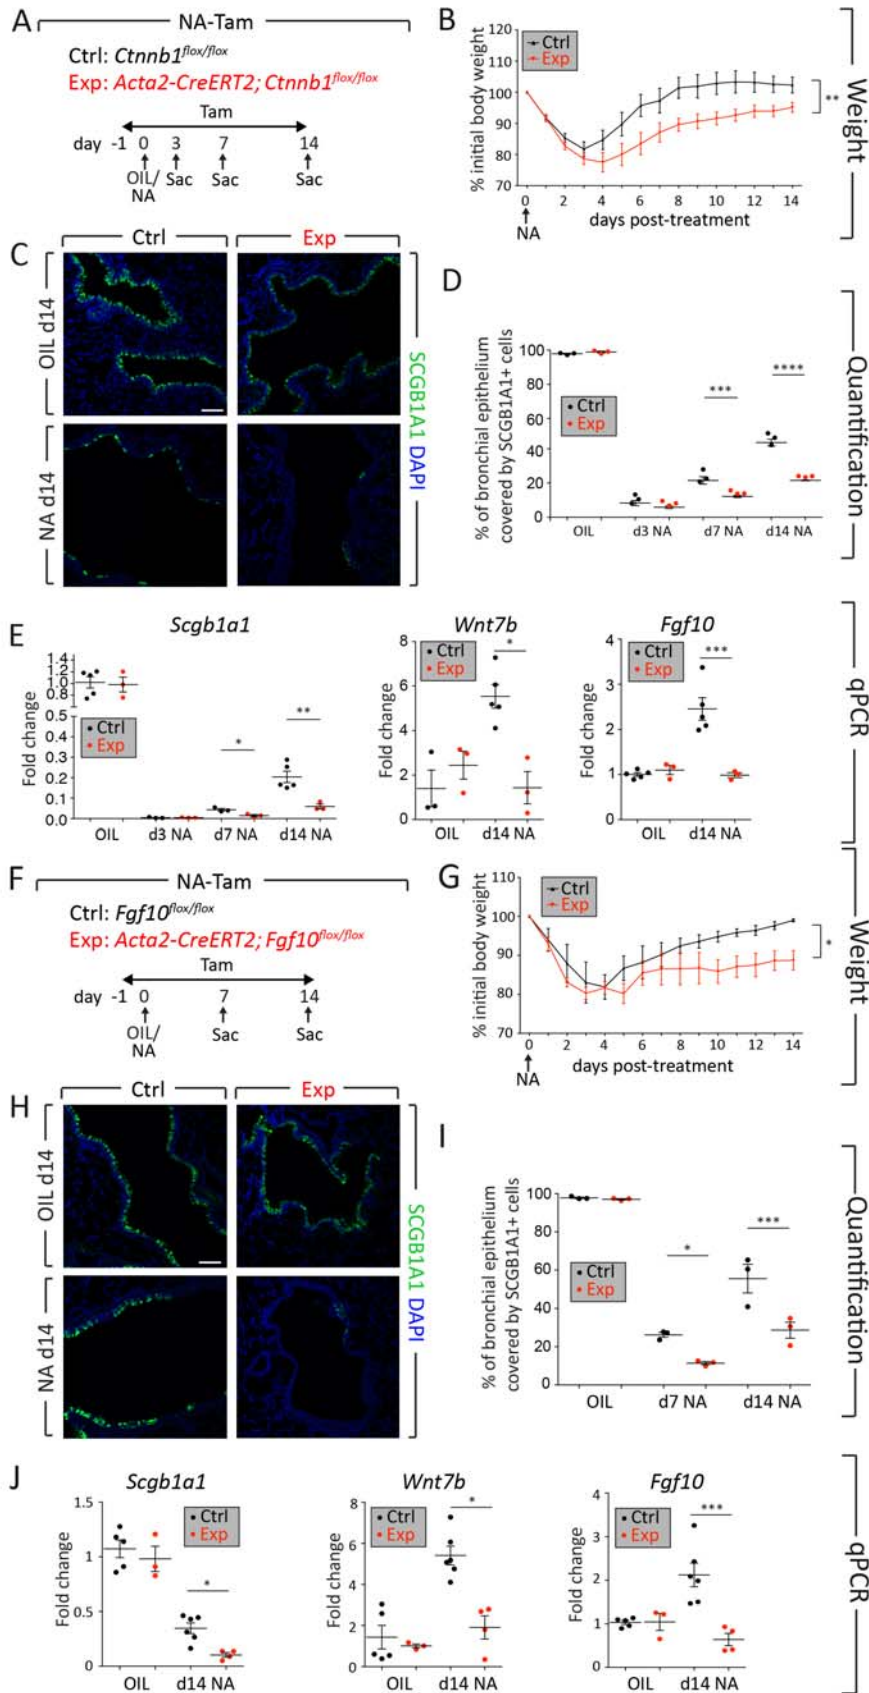 A
NA-Tam
Ctrl: Ctnnb1flox/flox
Exp: Acta2-CreERT2; Ctnnb1flox/flox
Tam
day -1 0 3 7 14
OIL/
NA
Sac Sac Sac
B
120
110
100
90
80
70
% initial body weight
Ctrl
Exp
**
0 2 4 6 8 10 12 14
NA
days post-treatment
Weight
C
Ctrl Exp
OIL d14
NA d14
SCGB1A1 DAPI
D
100
80
60
40
20
0
% of bronchial epithelium
covered by SCGB1A1+ cells
Ctrl
Exp
***
****
OIL d3 NA d7 NA d14 NA
Quantification
E
Scgb1a1
Fold change
1.4
1.2
1.0
0.8
0.5
0.4
0.3
0.2
0.1
0.0
Ctrl
Exp
*
**
OIL d3 NA d7 NA d14 NA
Wnt7b
Fold change
8
6
4
2
0
Ctrl
Exp
*
OIL d14 NA
Fgf10
Fold change
4
3
2
1
0
Ctrl
Exp
***
OIL d14 NA
qPCR
F
NA-Tam
Ctrl: Fgf10flox/flox
Exp: Acta2-CreERT2; Fgf10flox/flox
Tam
day -1 0 7 14
OIL/
NA
Sac Sac
G
110
100
90
80
70
% initial body weight
Ctrl
Exp
*
0 2 4 6 8 10 12 14
NA
days post-treatment
Weight
H
Ctrl Exp
OIL d14
NA d14
SCGB1A1 DAPI
I
100
80
60
40
20
0
% of bronchial epithelium
covered by SCGB1A1+ cells
Ctrl
Exp
*
***
OIL d7 NA d14 NA
Quantification
J
Scgb1a1
Fold change
1.5
1
0.5
0
Ctrl
Exp
*
OIL d14 NA
Wnt7b
Fold change
8
6
4
2
0
Ctrl
Exp
*
OIL d14 NA
Fgf10
Fold change
4
3
2
1
0
Ctrl
Exp
***
OIL d14 NA
qPCR